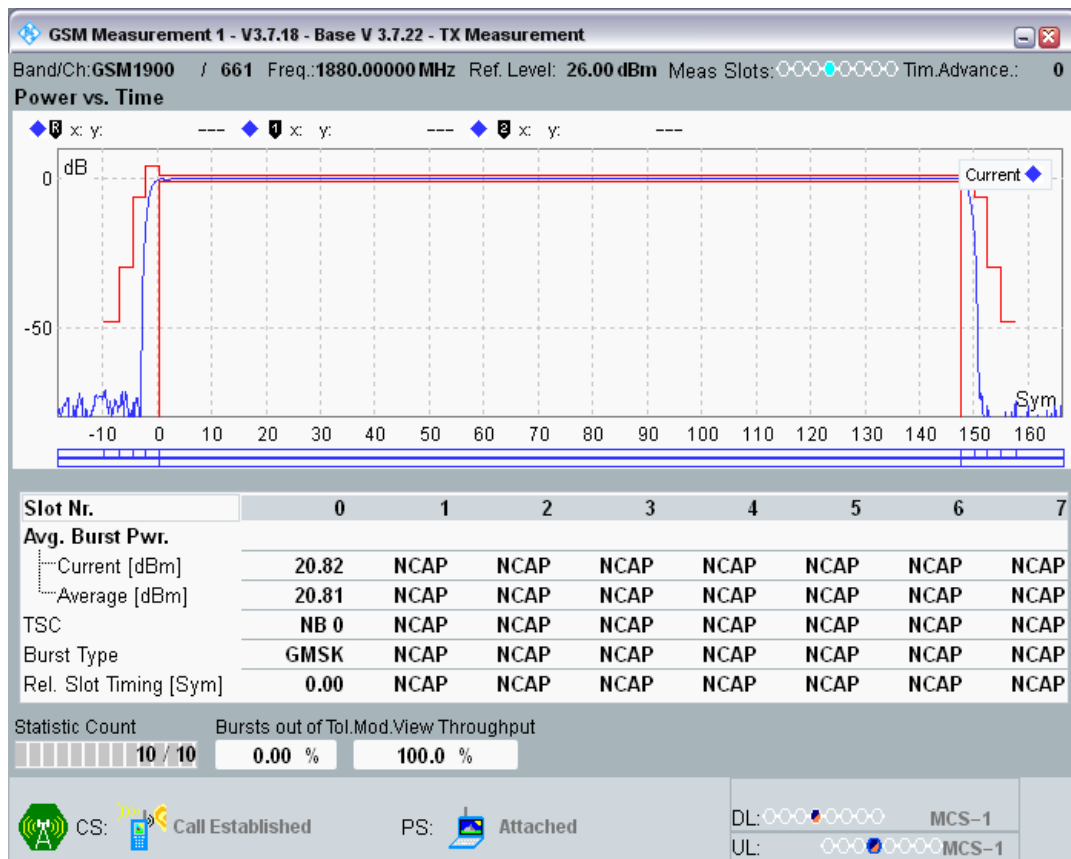 GSM Measurement 1 - V3.7.18 - Base V 3.7.22 - TX Measurement
Band/Ch:GSM1900 / 661 Freq.:1880.00000 MHz Ref. Level: 26.00 dBm Meas Slots: Tim.Advance.: 0
Power vs. Time
R x: y: --- 1 x: y: --- 2 x: y: ---
dB
Current
0
-50
Sym
-10 0 10 20 30 40 50 60 70 80 90 100 110 120 130 140 150 160
Slot Nr. 0 1 2 3 4 5 6 7
Avg. Burst Pwr.
Current [dBm] 20.82 NCAP NCAP NCAP NCAP NCAP NCAP NCAP
Average [dBm] 20.81 NCAP NCAP NCAP NCAP NCAP NCAP NCAP
TSC NB 0 NCAP NCAP NCAP NCAP NCAP NCAP NCAP
Burst Type GMSK NCAP NCAP NCAP NCAP NCAP NCAP NCAP
Rel. Slot Timing [Sym] 0.00 NCAP NCAP NCAP NCAP NCAP NCAP NCAP
Statistic Count Bursts out of Tol.Mod.View Throughput
10 / 10 0.00 % 100.0 %
CS: Call Established PS: Attached DL: MCS-1
UL: MCS-1